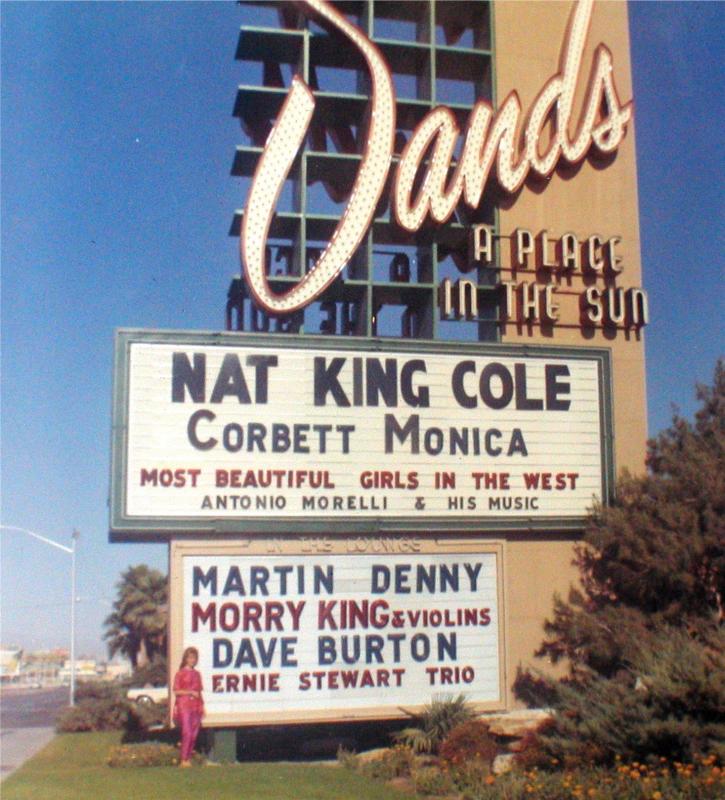 Sands
A PLACE
IN THE SUN
NAT KING COLE
CORBETT MONICA
MOST BEAUTIFUL GIRLS IN THE WEST
ANTONIO MORELLI & HIS MUSIC
IN THE LOUNGE
MARTIN DENNY
MORRY KING & VIOLINS
DAVE BURTON
ERNIE STEWART TRIO